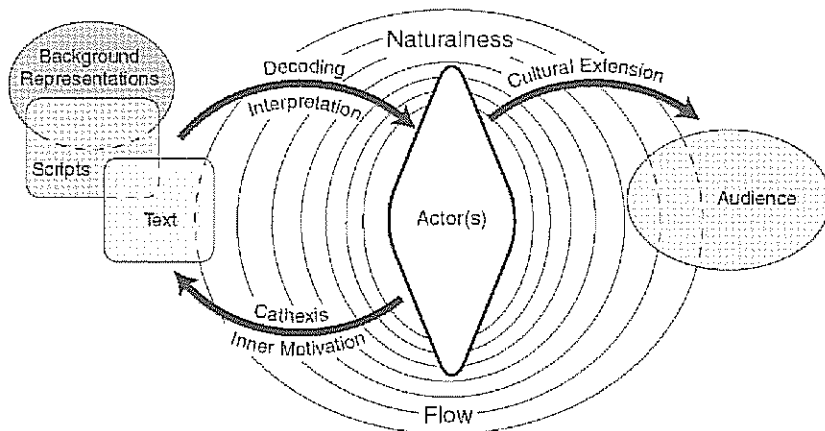 Naturalness
Background
Representations
Decoding
Interpretation
Cultural Extension
Scripts
Text
Actor(s)
Audience
Cathexis
Inner Motivation
Flow